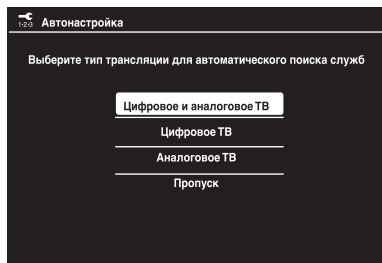 1·2·3 Автонастройка
Выберите тип трансляции для автоматического поиска служб
Цифровое и аналоговое ТВ
Цифровое ТВ
Аналоговое ТВ
Пропуск